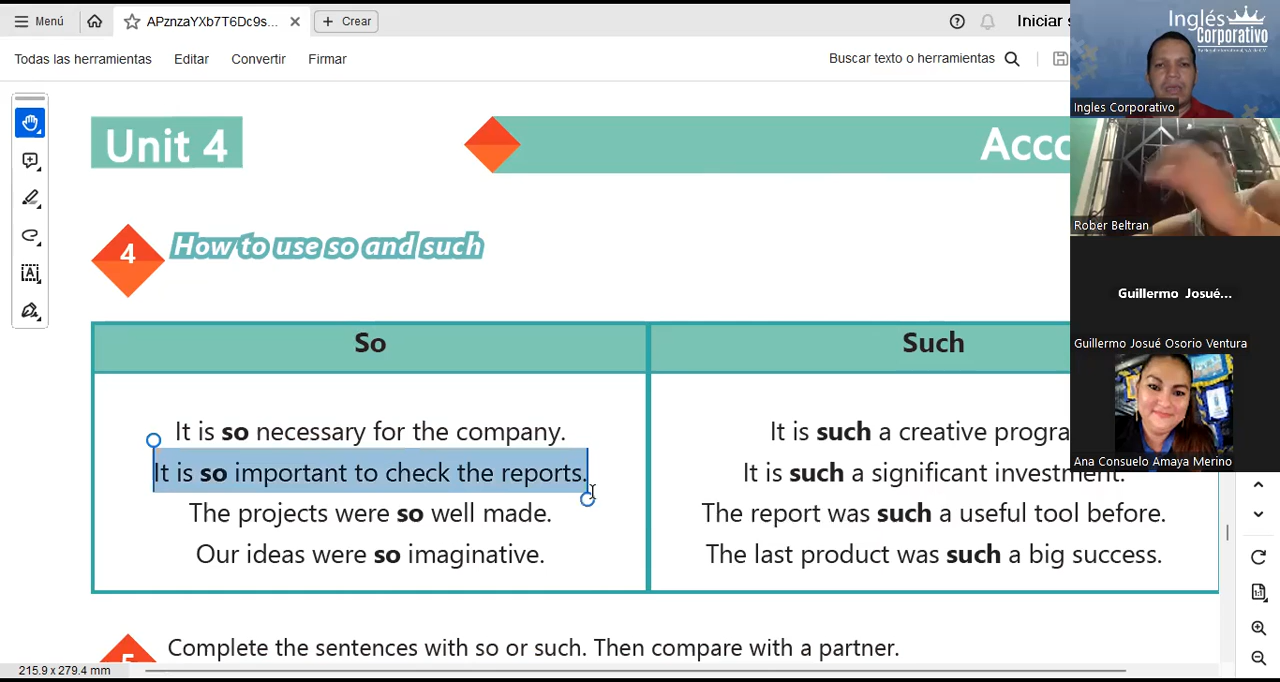 Menú
APznzaYXb7T6Dc9s...
Crear
Iniciar
Todas las herramientas
Editar
Convertir
Firmar
Buscar texto o herramientas
Inglés
Corporativo
Ingles Corporativo
Rober Beltran
Guillermo Josué...
Guillermo Josué Osorio Ventura
Ana Consuelo Amaya Merino
Unit 4
4
How to use so and such
So
Such
It is so necessary for the company.
It is so important to check the reports.
The projects were so well made.
Our ideas were so imaginative.
It is such a creative progra
It is such a significant investment.
The report was such a useful tool before.
The last product was such a big success.
5
Complete the sentences with so or such. Then compare with a partner.
215.9 x 279.4 mm